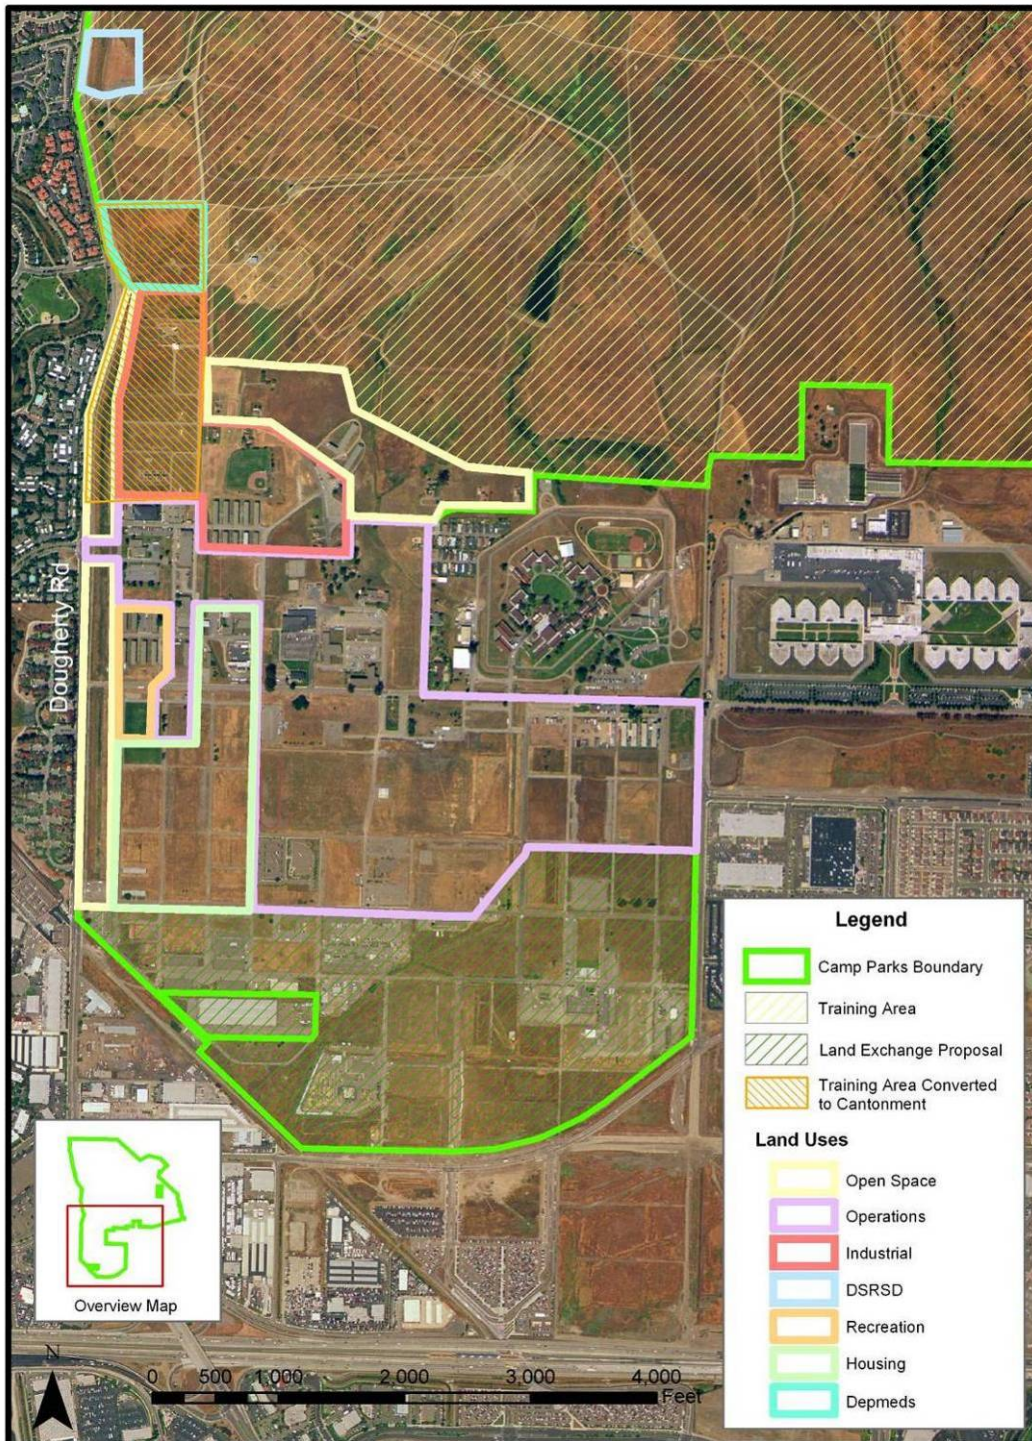 Dougherty Rd
Legend
Camp Parks Boundary
Training Area
Land Exchange Proposal
Training Area Converted
to Cantonment
Land Uses
Open Space
Operations
Industrial
DSRSD
Recreation
Housing
Depmeds
Overview Map
N
0 500 1,000 2,000 3,000 4,000
Feet